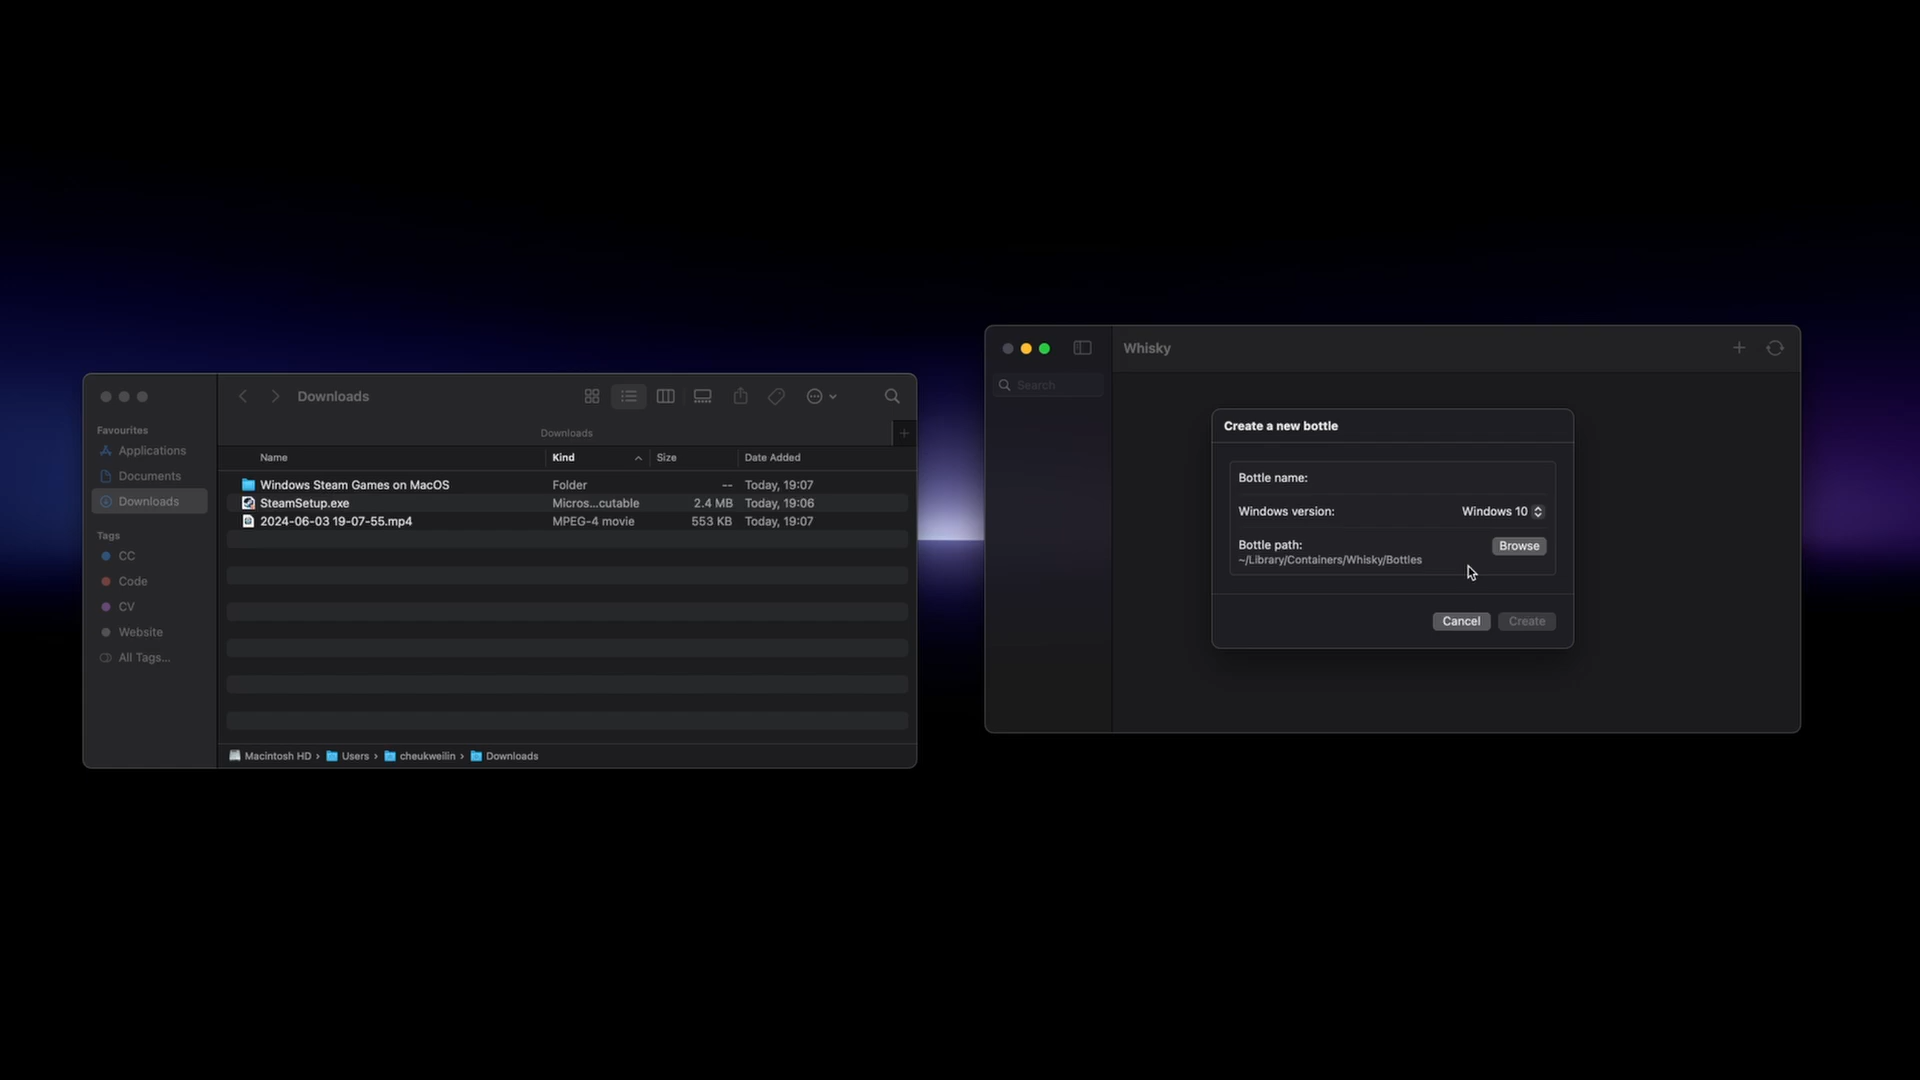 Downloads
Favourites
Applications
Documents
Downloads
Tags
CC
Code
CV
Website
All Tags...
Downloads
Name Kind Size Date Added
Windows Steam Games on MacOS Folder -- Today, 19:07
SteamSetup.exe Micros...cutable 2.4 MB Today, 19:06
2024-06-03 19-07-55.mp4 MPEG-4 movie 553 KB Today, 19:07
Macintosh HD › Users › cheukweilin › Downloads
Whisky
Search
Create a new bottle
Bottle name:
Windows version: Windows 10
Bottle path: Browse
~/Library/Containers/Whisky/Bottles
Cancel Create